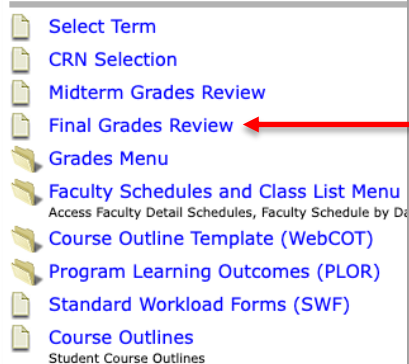 Select Term
CRN Selection
Midterm Grades Review
Final Grades Review
Grades Menu
Faculty Schedules and Class List Menu
Access Faculty Detail Schedules, Faculty Schedule by
Course Outline Template (WebCOT)
Program Learning Outcomes (PLOR)
Standard Workload Forms (SWF)
Course Outlines
Student Course Outlines